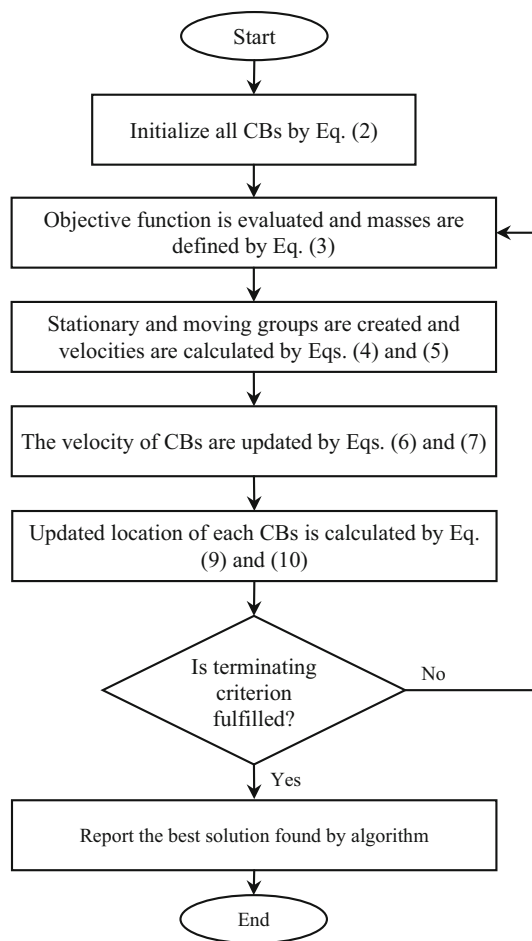 Start
Initialize all CBs by Eq. (2)
Objective function is evaluated and masses are
defined by Eq. (3)
Stationary and moving groups are created and
velocities are calculated by Eqs. (4) and (5)
The velocity of CBs are updated by Eqs. (6) and (7)
Updated location of each CBs is calculated by Eq.
(9) and (10)
Is terminating
criterion
fulfilled?
No
Yes
Report the best solution found by algorithm
End